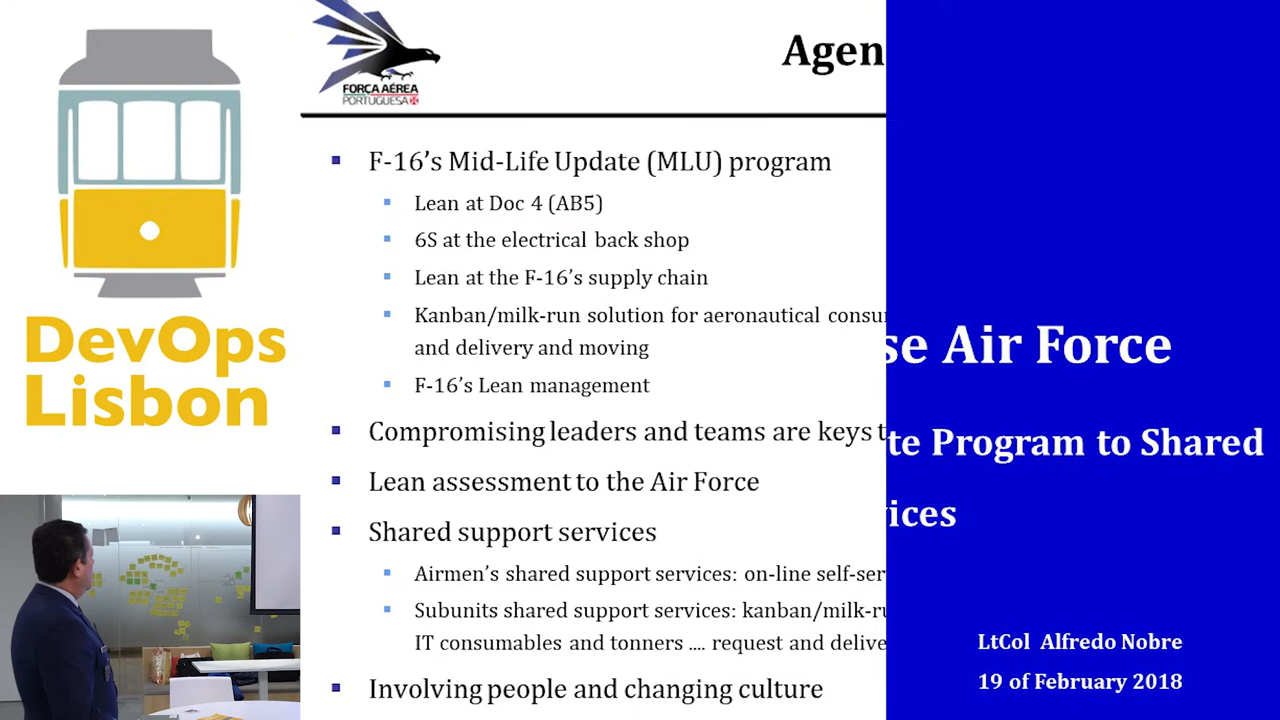 DevOps
Lisbon
FORÇA AÉREA
PORTUGUESA
Agen
F-16's Mid-Life Update (MLU) program
Lean at Doc 4 (AB5)
6S at the electrical back shop
Lean at the F-16's supply chain
Kanban/milk-run solution for aeronautical consu
and delivery and moving
F-16's Lean management
Compromising leaders and teams are keys t
Lean assessment to the Air Force
Shared support services
Airmen's shared support services: on-line self-ser
Subunits shared support services: kanban/milk-ru
IT consumables and tonners .... request and delive
Involving people and changing culture
se Air Force
te Program to Shared
ices
LtCol Alfredo Nobre
19 of February 2018